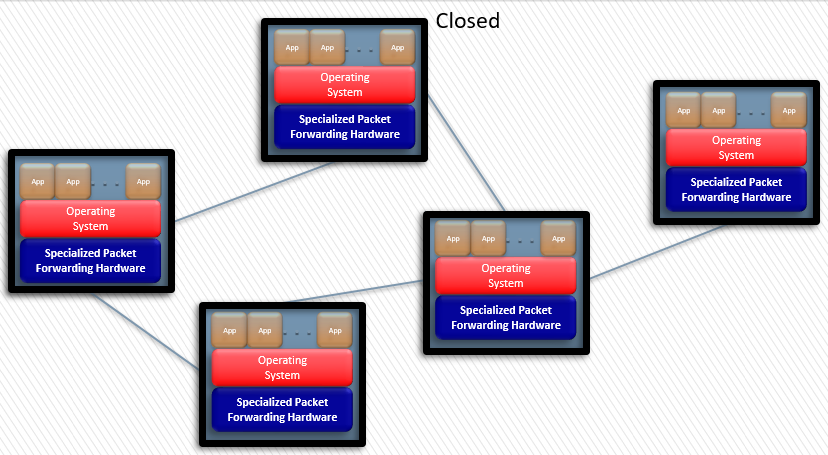 Closed
App App - - - App
Operating
System
Specialized Packet
Forwarding Hardware
App App - - - App
Operating
System
Specialized Packet
Forwarding Hardware
App App - - - App
Operating
System
Specialized Packet
Forwarding Hardware
App App - - - App
Operating
System
Specialized Packet
Forwarding Hardware
App App - - - App
Operating
System
Specialized Packet
Forwarding Hardware